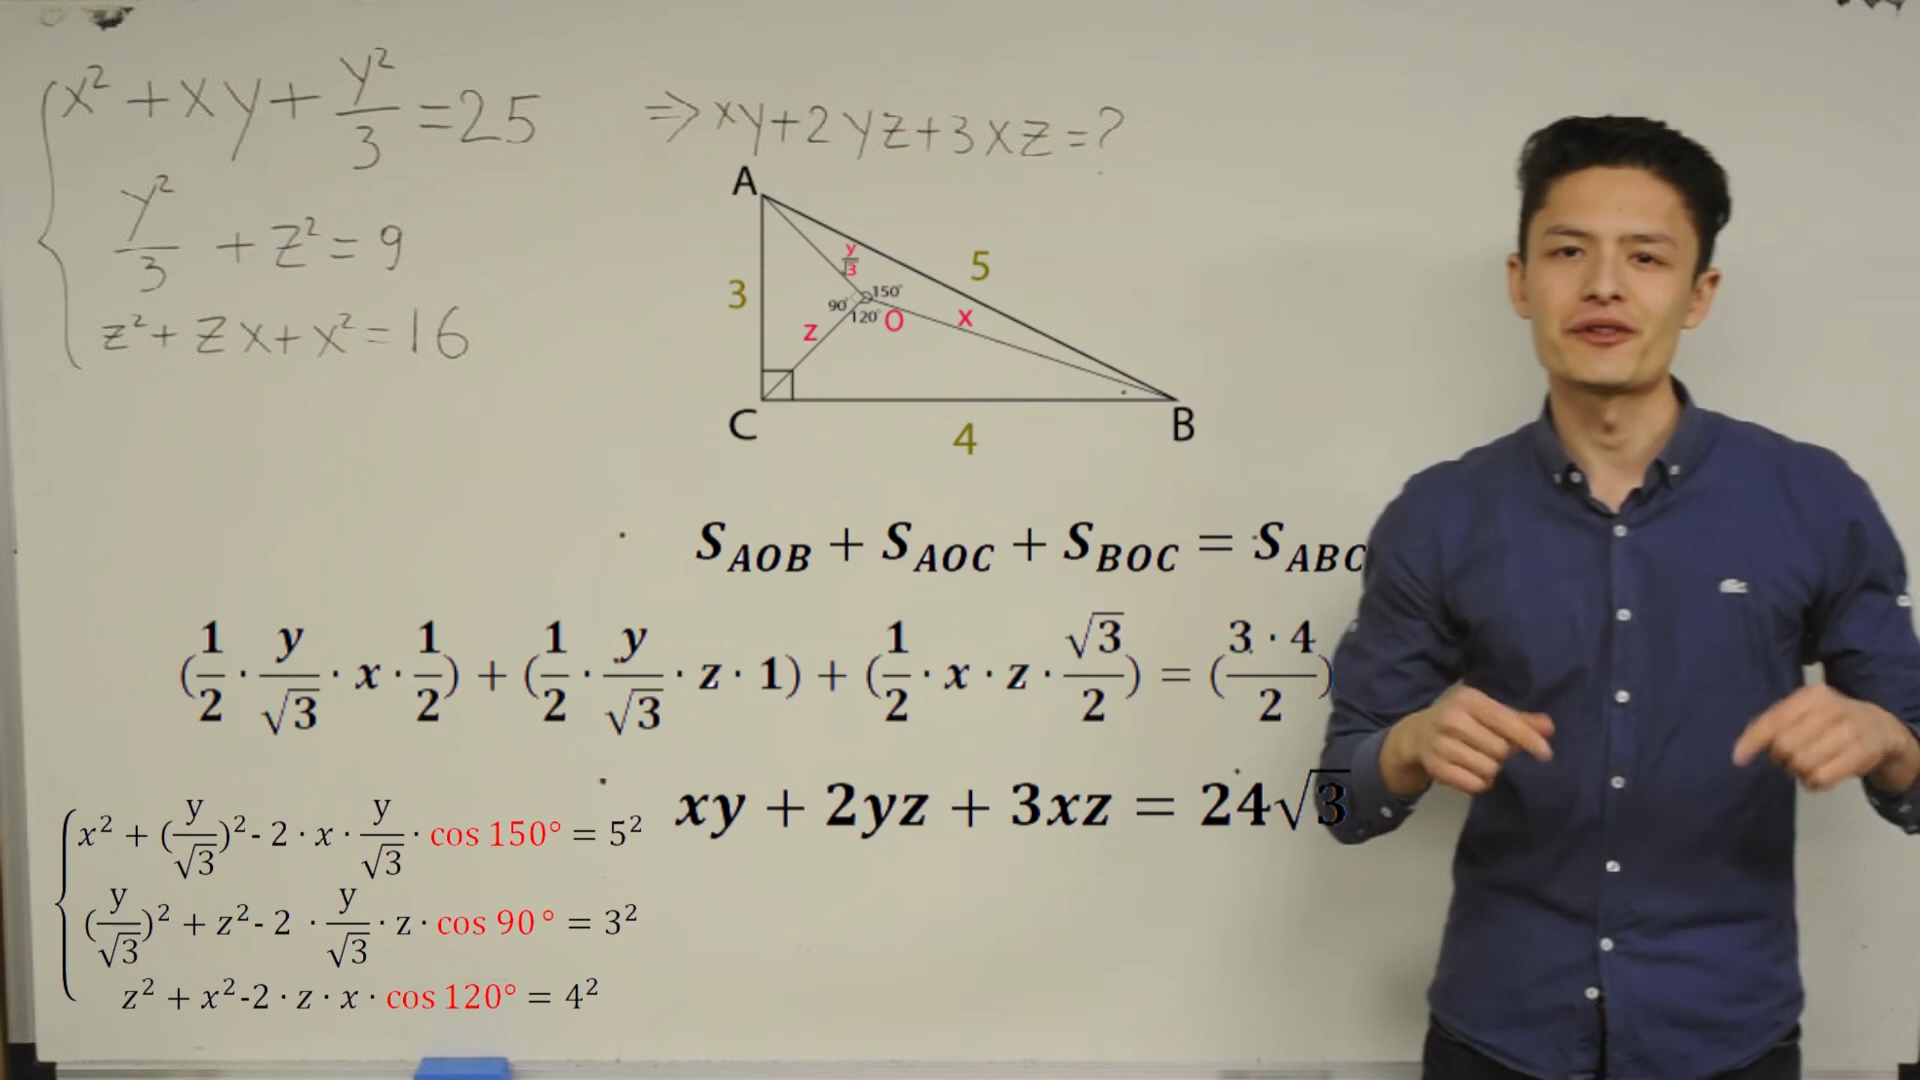 x² + xy + y²/3 = 25
⇒ xy + 2yz + 3xz = ?
y²/3 + z² = 9
z² + zx + x² = 16
A
y/√3
5
3
90°
150°
120°
O
x
z
C
4
B
S_AOB + S_AOC + S_BOC = S_ABC
(1/2 · y/√3 · x · 1/2) + (1/2 · y/√3 · z · 1) + (1/2 · x · z · √3/2) = (3 · 4/2)
xy + 2yz + 3xz = 24√3
x² + (y/√3)² - 2 · x · y/√3 · cos 150° = 5²
(y/√3)² + z² - 2 · y/√3 · z · cos 90° = 3²
z² + x² - 2 · z · x · cos 120° = 4²